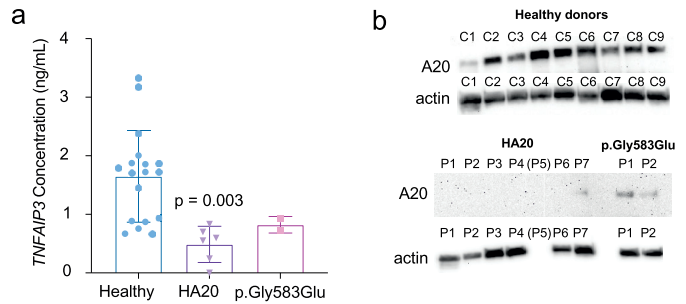 a
TNFAIP3 Concentration (ng/mL)
4
3
2
1
0
p = 0.003
Healthy HA20 p.Gly583Glu
b
Healthy donors
C1 C2 C3 C4 C5 C6 C7 C8 C9
A20
C1 C2 C3 C4 C5 C6 C7 C8 C9
actin
HA20 p.Gly583Glu
P1 P2 P3 P4 (P5) P6 P7 P1 P2
A20
P1 P2 P3 P4 (P5) P6 P7 P1 P2
actin